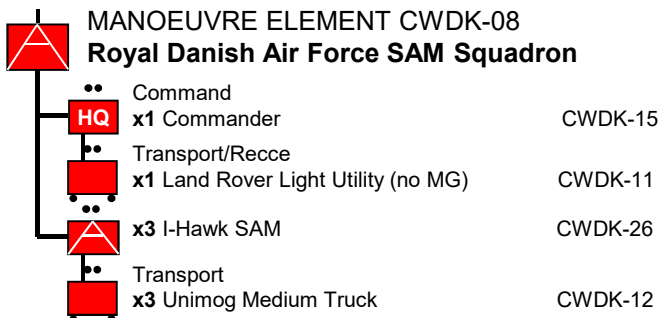 MANOEUVRE ELEMENT CWDK-08
Royal Danish Air Force SAM Squadron
Command
HQ x1 Commander CWDK-15
Transport/Recce
x1 Land Rover Light Utility (no MG) CWDK-11
x3 I-Hawk SAM CWDK-26
Transport
x3 Unimog Medium Truck CWDK-12